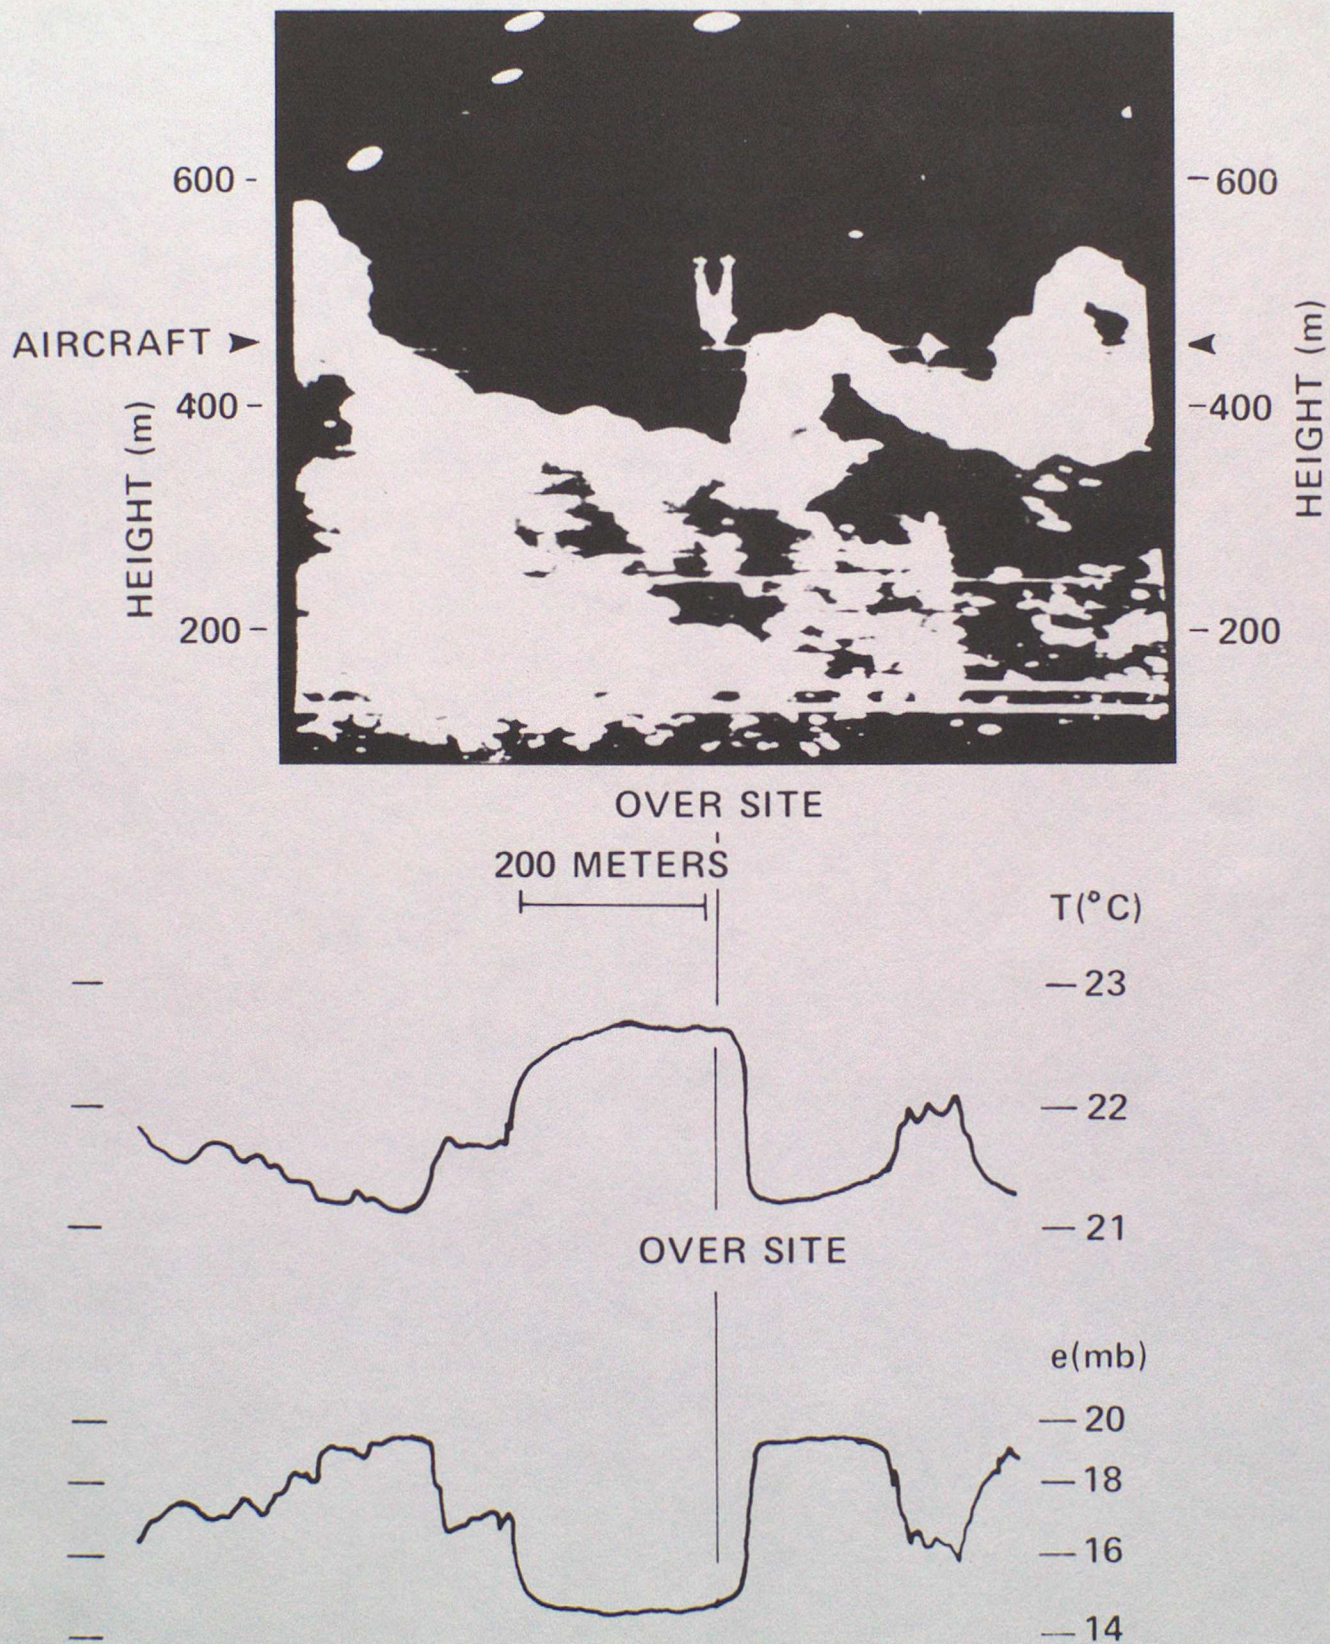 600 -
- 600
AIRCRAFT ➤
HEIGHT (m)
400 -
- 400
HEIGHT (m)
200 -
- 200
OVER SITE
200 METERS
T(°C)
— 23
— 22
— 21
OVER SITE
e(mb)
— 20
— 18
— 16
— 14